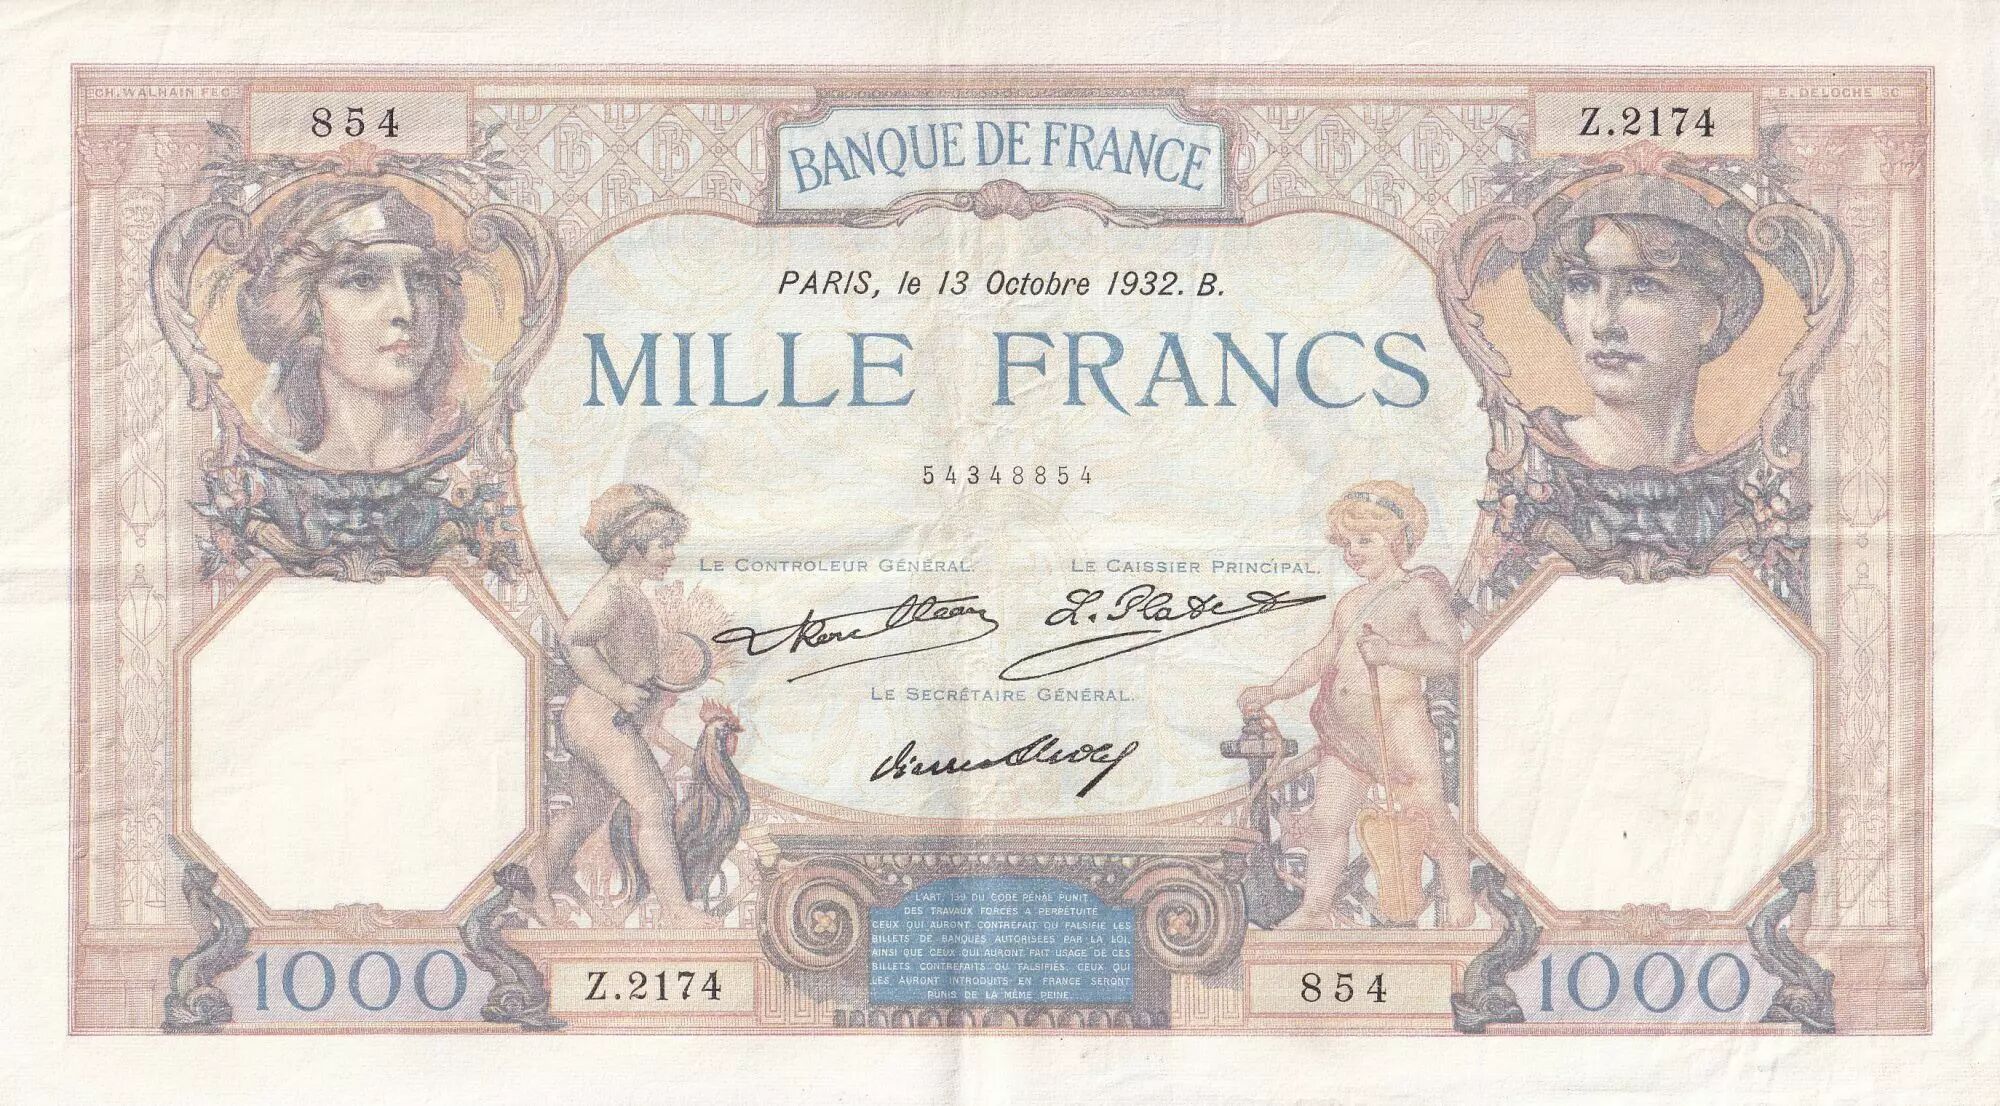 CH. WALHAIN FEC
E. DELOCHE SC
854
Z.2174
BANQUE DE FRANCE
PARIS, le 13 Octobre 1932. B.
MILLE FRANCS
54348854
LE CONTROLEUR GÉNÉRAL.
LE CAISSIER PRINCIPAL.
LE SECRÉTAIRE GÉNÉRAL.
L'ART. 139 DU CODE PENAL PUNIT
DES TRAVAUX FORCÉS A PERPÉTUITÉ
CEUX QUI AURONT CONTREFAIT OU FALSIFIÉ LES
BILLETS DE BANQUES AUTORISÉES PAR LA LOI,
AINSI QUE CEUX QUI AURONT FAIT USAGE DE CES
BILLETS CONTREFAITS OU FALSIFIÉS. CEUX QUI
LES AURONT INTRODUITS EN FRANCE SERONT
PUNIS DE LA MÊME PEINE.
1000
Z.2174
854
1000